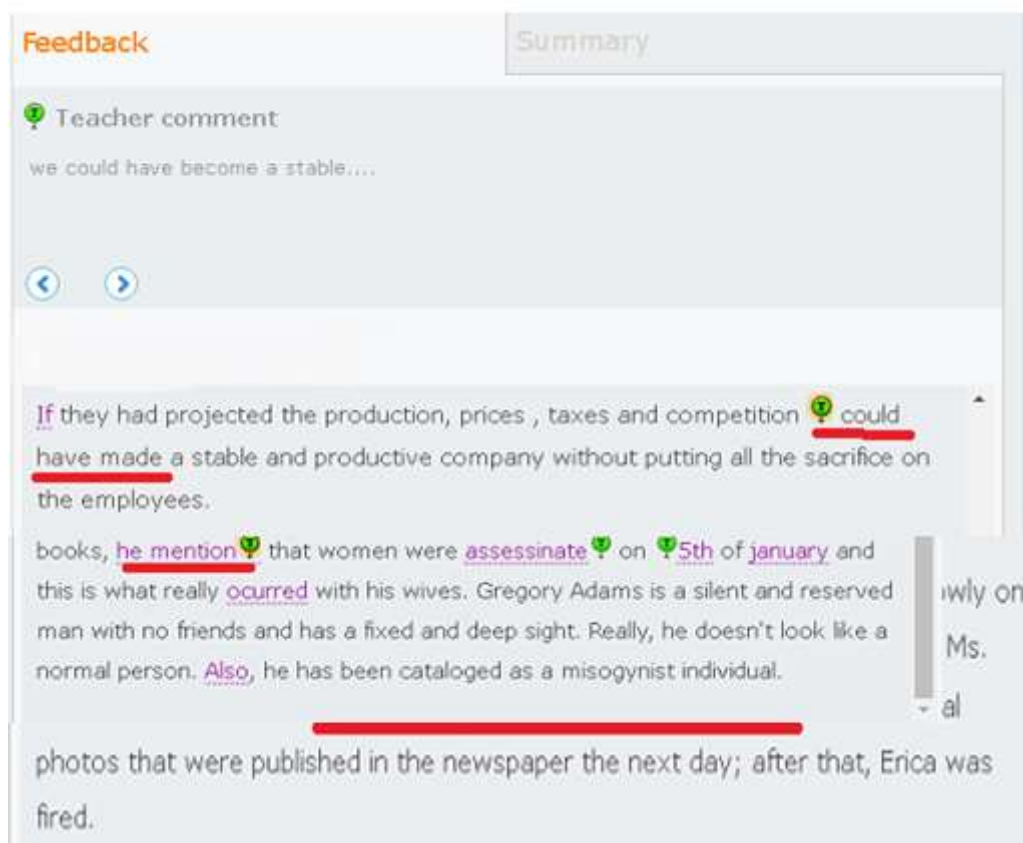 Feedback
Summary
Teacher comment
we could have become a stable....
If they had projected the production, prices , taxes and competition could
have made a stable and productive company without putting all the sacrifice on
the employees.
books, he mention that women were assessinate on 5th of january and
this is what really ocurred with his wives. Gregory Adams is a silent and reserved
wly on
man with no friends and has a fixed and deep sight. Really, he doesn't look like a
Ms.
normal person. Also, he has been cataloged as a misogynist individual.
al
photos that were published in the newspaper the next day; after that, Erica was
fired.